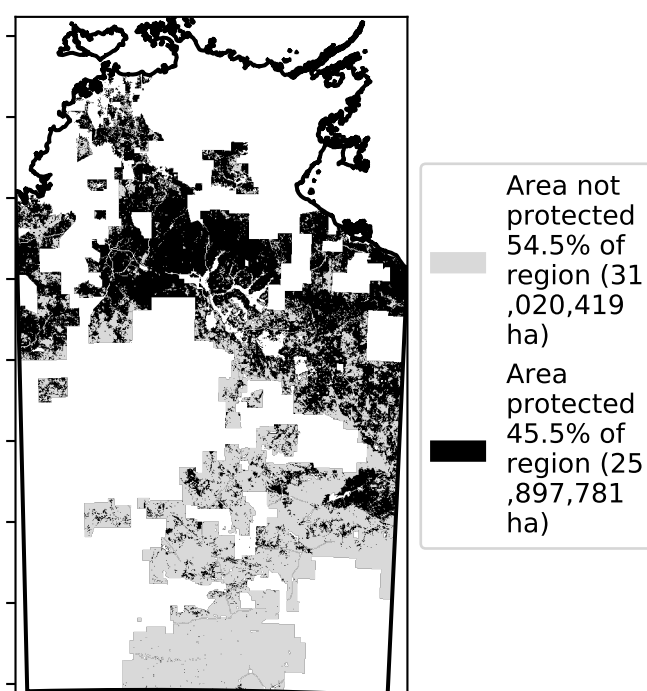 Area not
protected
54.5% of
region (31
,020,419
ha)
Area
protected
45.5% of
region (25
,897,781
ha)